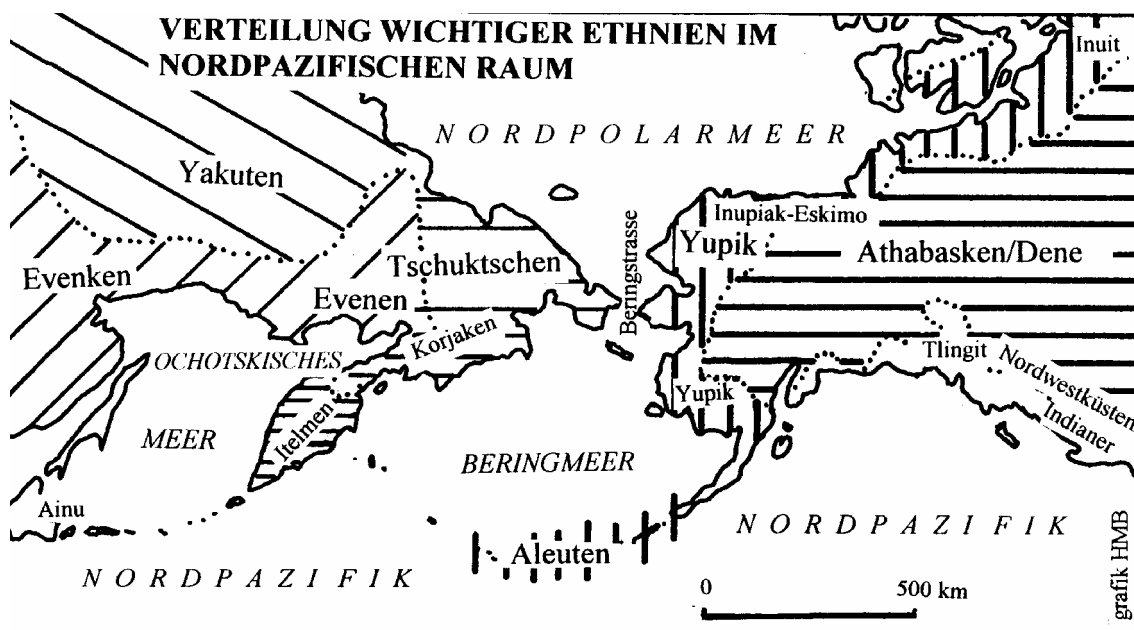 VERTEILUNG WICHTIGER ETHNIEN IM
NORDPAZIFISCHEN RAUM
Inuit
NORDPOLARMEER
Yakuten
Inupiak-Eskimo
Yupik
Athabasken/Dene
Beringstrasse
Tschuktschen
Evenken
Evenen
Korjaken
OCHOTSKISCHES
MEER
Tlingit
Nordwestküsten
Indianer
Yupik
Itelmen
BERINGMEER
Ainu
NORDPAZIFIK
Aleuten
NORDPAZIFIK
0 500 km
grafik HMB